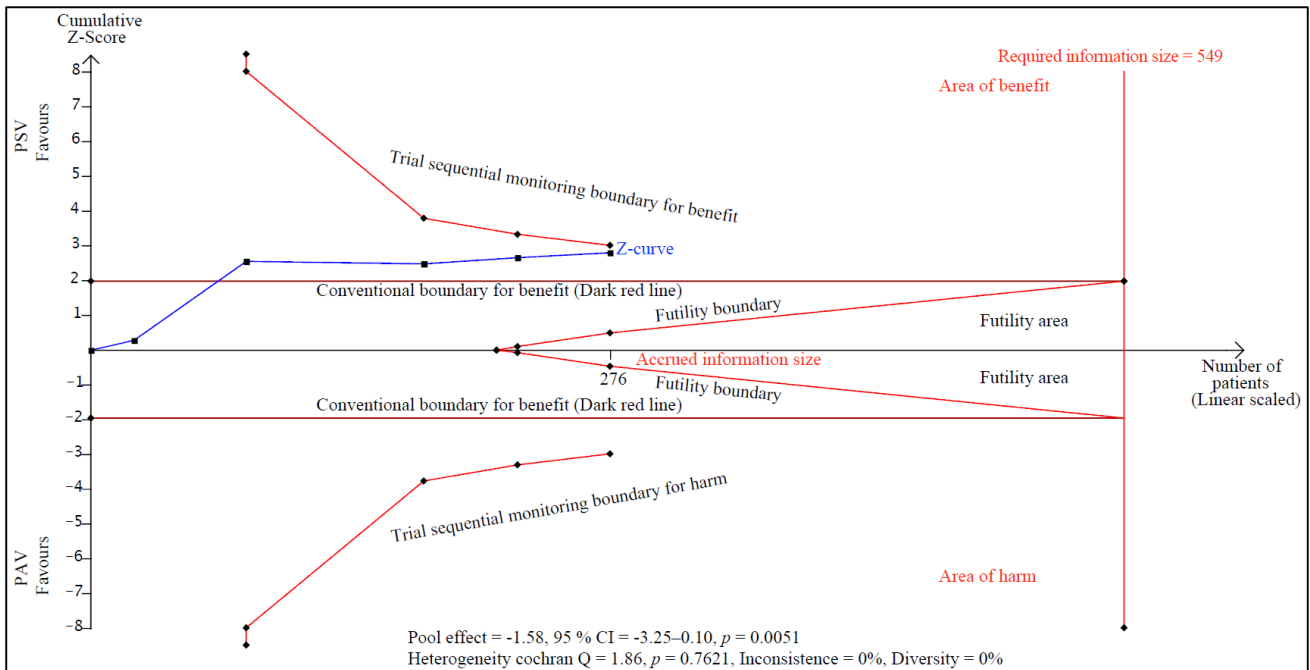 Cumulative
Z-Score
Required information size = 549
8
Area of benefit
7
PSV
Favours
6
Trial sequential monitoring boundary for benefit
5
4
3
Z-curve
2
Conventional boundary for benefit (Dark red line)
Futility boundary
1
Futility area
Accrued information size
276
Number of
patients
(Linear scaled)
−1
Futility boundary
Futility area
Conventional boundary for benefit (Dark red line)
−2
−3
Trial sequential monitoring boundary for harm
−4
−5
−6
PAV
Favours
Area of harm
−7
−8
Pool effect = -1.58, 95 % CI = -3.25–0.10, p = 0.0051
Heterogeneity cochran Q = 1.86, p = 0.7621, Inconsistence = 0%, Diversity = 0%